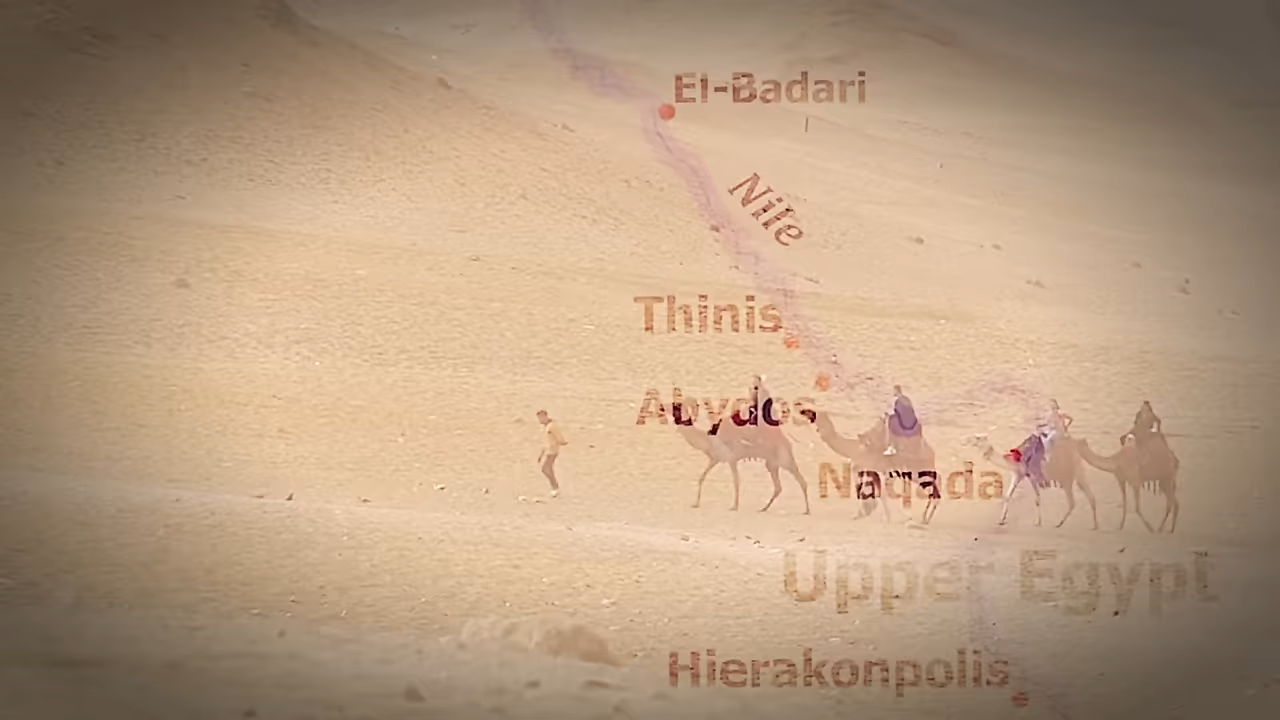 El-Badari
Nile
Thinis
Abydos
Naqada
Upper Egypt
Hierakonpolis